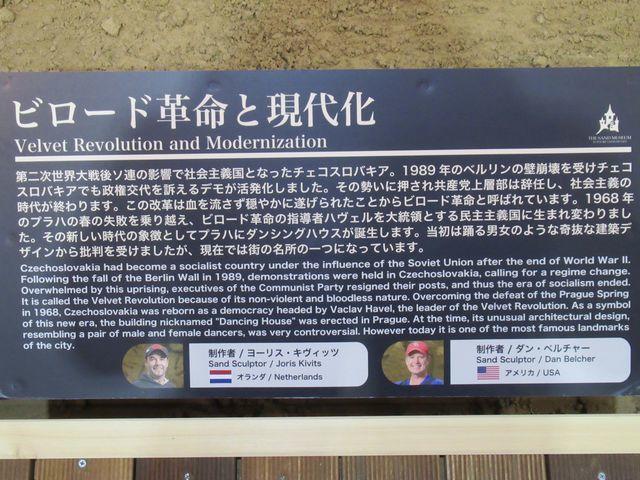 ビロード革命と現代化
Velvet Revolution and Modernization
THE SAND MUSEUM
第二次世界大戦後ソ連の影響で社会主義国となったチェコスロバキア。1989 年のベルリンの壁崩壊を受けチェコ
スロバキアでも政権交代を訴えるデモが活発化しました。その勢いに押され共産党上層部は辞任し、社会主義の
時代が終わります。この改革は血を流さず穏やかに遂げられたことからビロード革命と呼ばれています。1968 年
のプラハの春の失敗を乗り越え、ビロード革命の指導者ハヴェルを大統領とする民主主義国に生まれ変わりまし
た。その新しい時代の象徴としてプラハにダンシングハウスが誕生します。当初は踊る男女のような奇抜な建築デ
ザインから批判を受けましたが、現在では街の名所の一つになっています。
Czechoslovakia had become a socialist country under the influence of the Soviet Union after the end of World War II.
Following the fall of the Berlin Wall in 1989, demonstrations were held in Czechoslovakia, calling for a regime change.
Overwhelmed by this uprising, executives of the Communist Party resigned their posts, and thus the era of socialism ended.
It is called the Velvet Revolution because of its non-violent and bloodless nature. Overcoming the defeat of the Prague Spring
in 1968, Czechoslovakia was reborn as a democracy headed by Vaclav Havel, the leader of the Velvet Revolution. As a symbol
of this new era, the building nicknamed "Dancing House" was erected in Prague. At the time, its unusual architectural design,
resembling a pair of male and female dancers, was very controversial. However today it is one of the most famous landmarks
of the city.
制作者 / ヨーリス・キヴィッツ
Sand Sculptor / Joris Kivits
オランダ / Netherlands
制作者 / ダン・ベルチャー
Sand Sculptor / Dan Belcher
アメリカ / USA